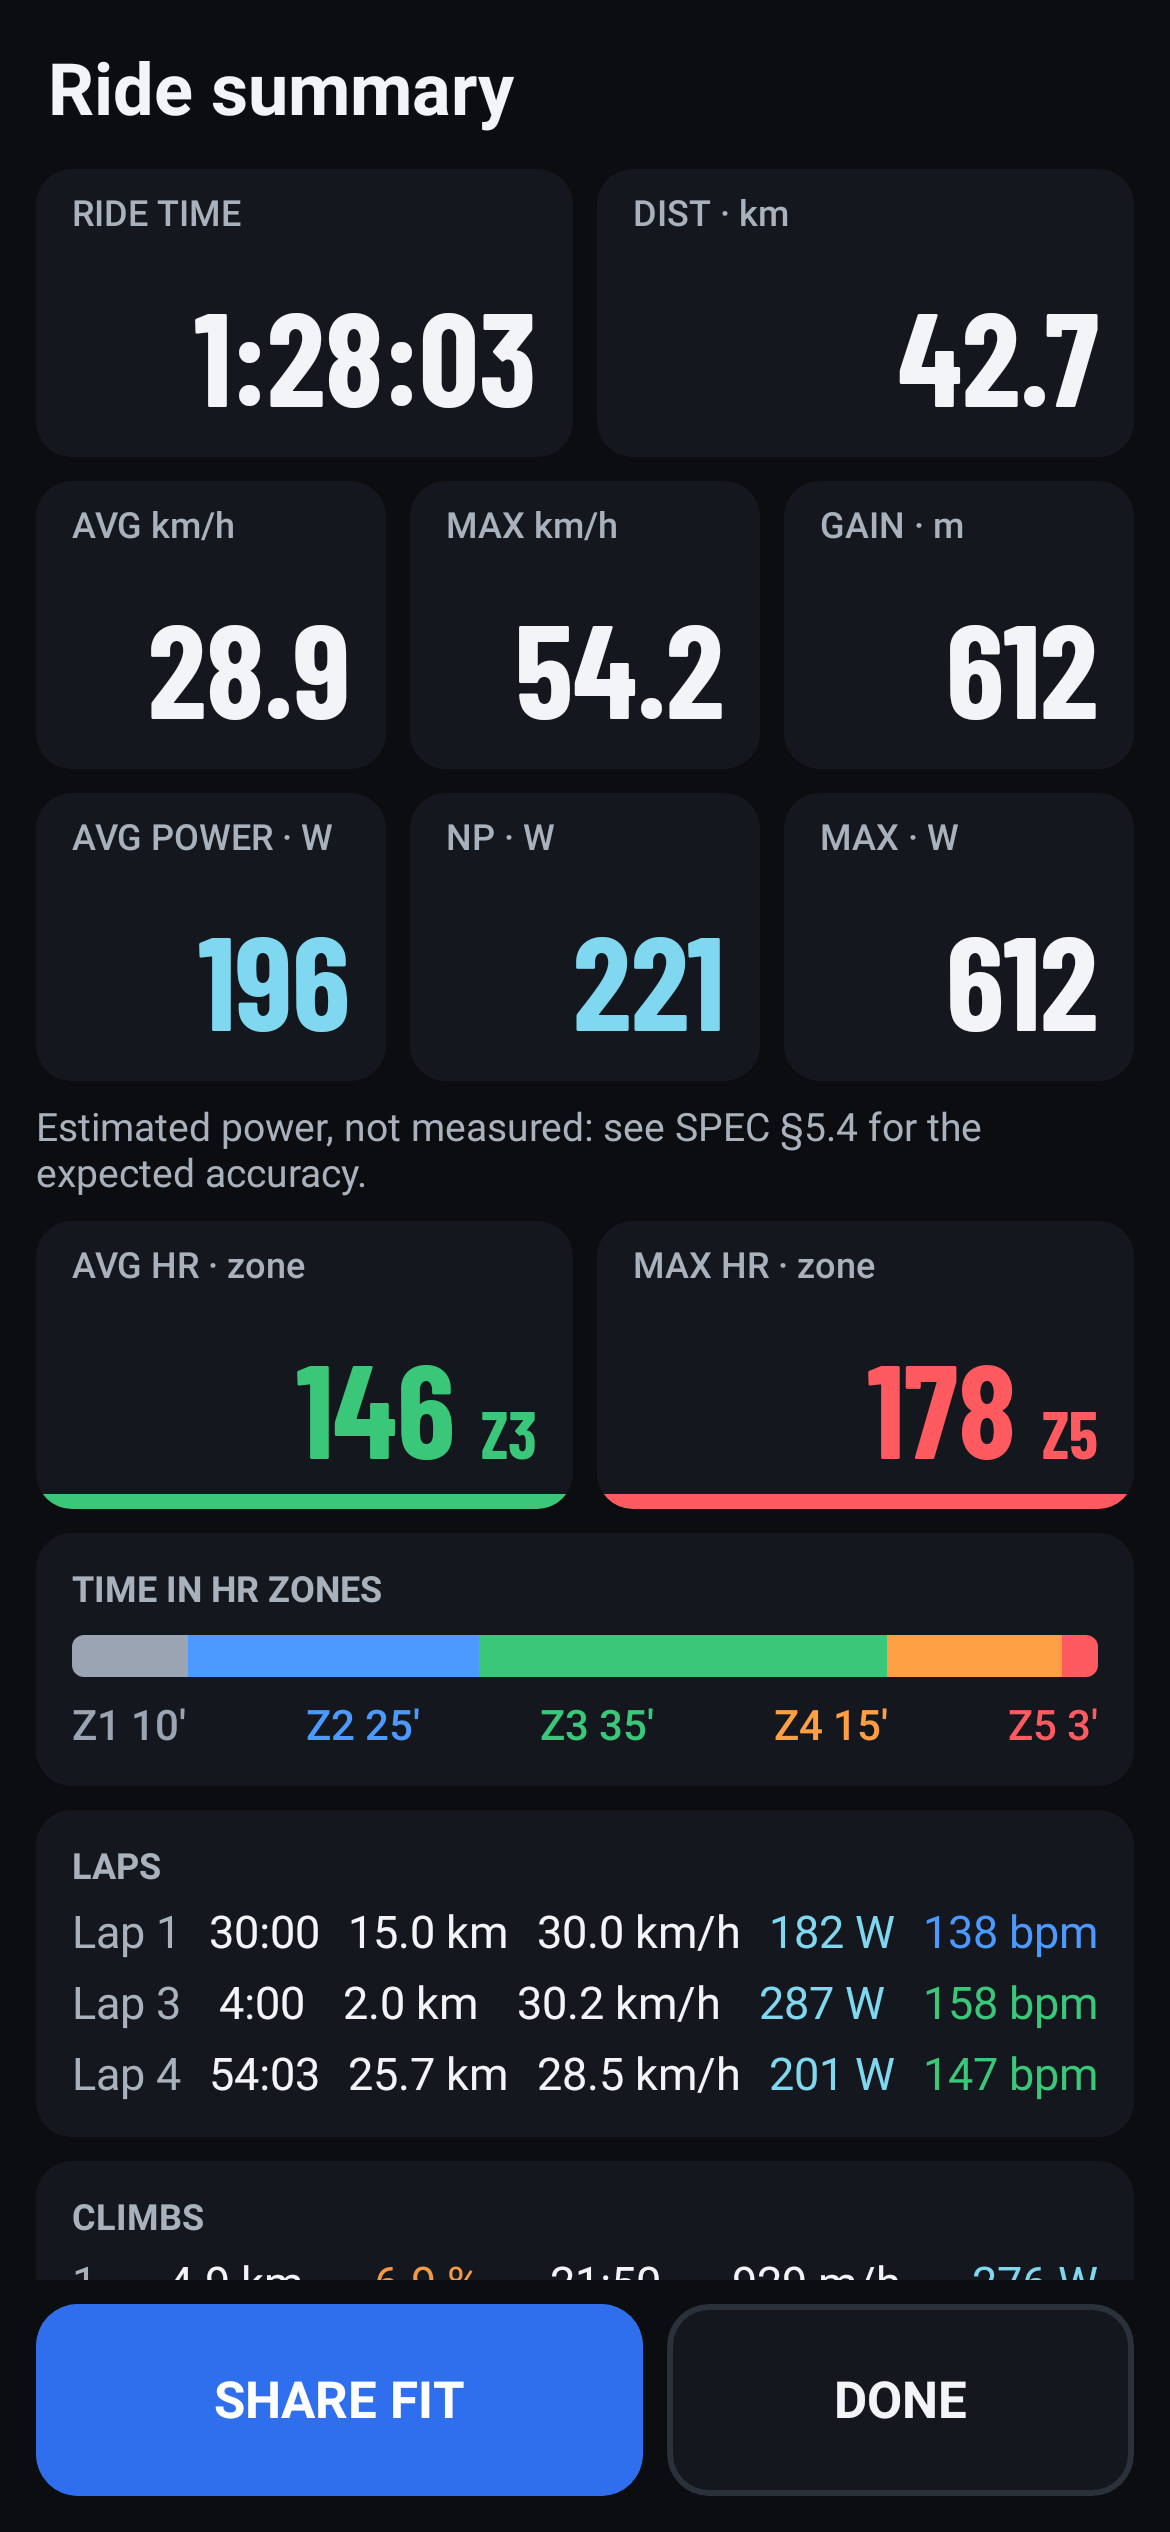 Ride summary
RIDE TIME
DIST · km
1:28:03
42.7
AVG km/h
MAX km/h
GAIN · m
28.9
54.2
612
AVG POWER · W
NP · W
MAX · W
196
221
612
Estimated power, not measured: see SPEC §5.4 for the
expected accuracy.
AVG HR · zone
MAX HR · zone
146 Z3
178 Z5
TIME IN HR ZONES
Z1 10' Z2 25' Z3 35' Z4 15' Z5 3'
LAPS
Lap 1 30:00 15.0 km 30.0 km/h 182 W 138 bpm
Lap 3 4:00 2.0 km 30.2 km/h 287 W 158 bpm
Lap 4 54:03 25.7 km 28.5 km/h 201 W 147 bpm
CLIMBS
1 km % m/h W
SHARE FIT
DONE